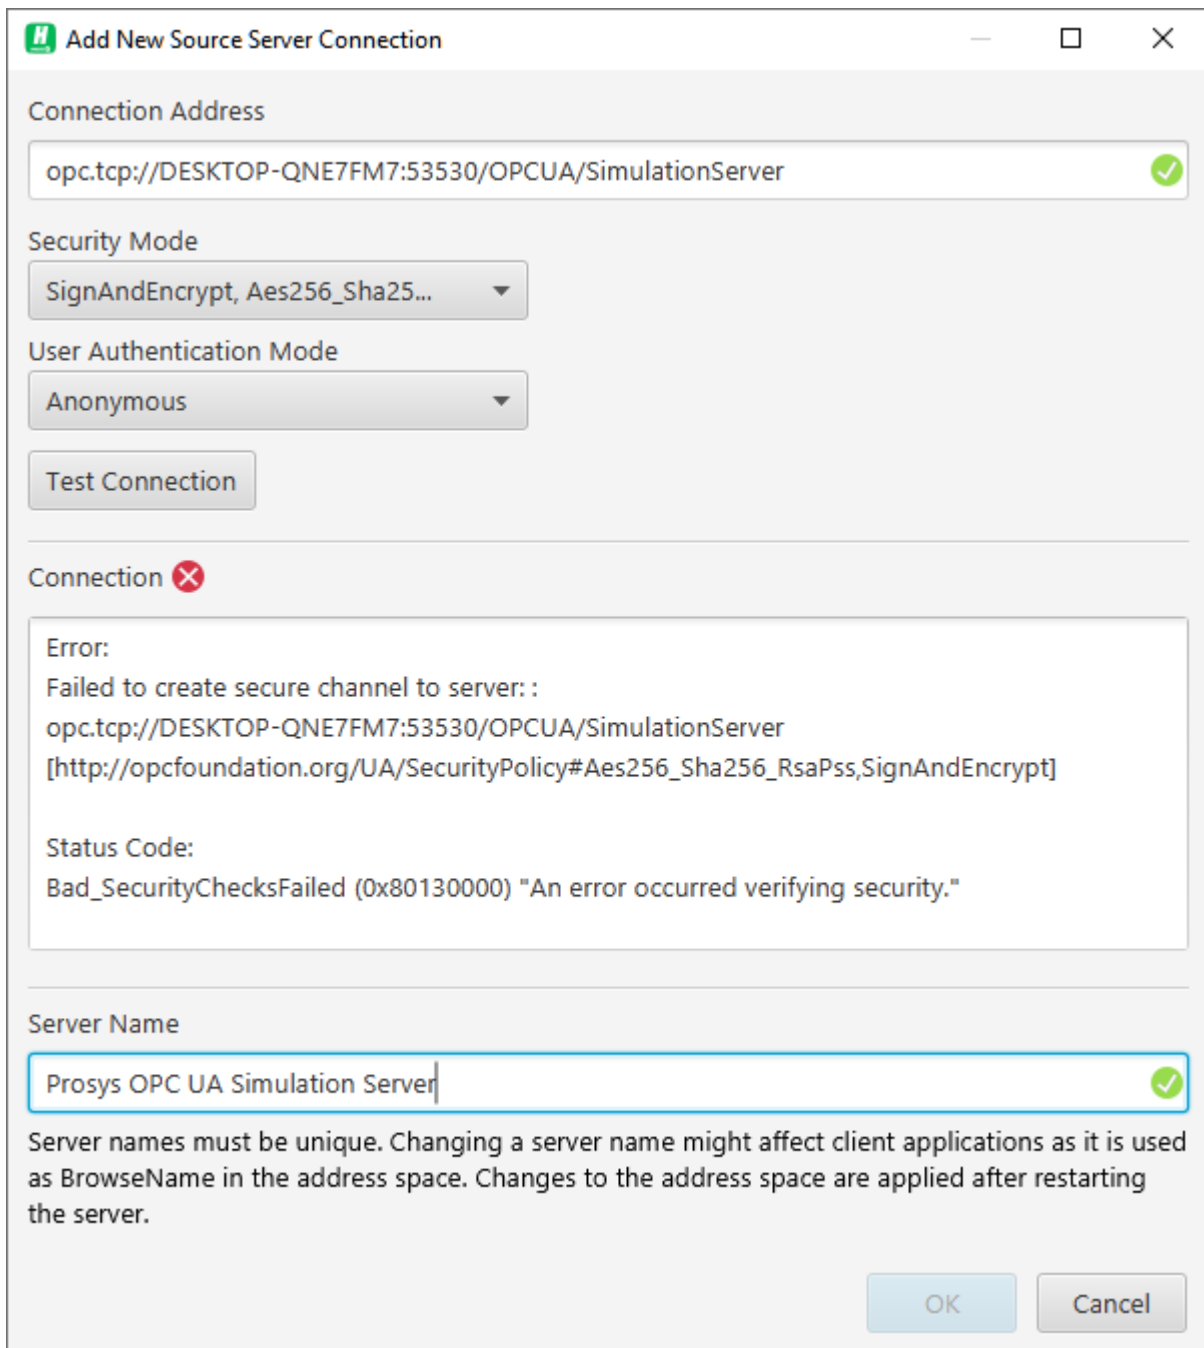 Add New Source Server Connection
Connection Address
opc.tcp://DESKTOP-QNE7FM7:53530/OPCUA/SimulationServer
Security Mode
SignAndEncrypt, Aes256_Sha25...
User Authentication Mode
Anonymous
Test Connection
Connection
Error:
Failed to create secure channel to server: :
opc.tcp://DESKTOP-QNE7FM7:53530/OPCUA/SimulationServer
[http://opcfoundation.org/UA/SecurityPolicy#Aes256_Sha256_RsaPss,SignAndEncrypt]
Status Code:
Bad_SecurityChecksFailed (0x80130000) "An error occurred verifying security."
Server Name
Prosys OPC UA Simulation Server
Server names must be unique. Changing a server name might affect client applications as it is used
as BrowseName in the address space. Changes to the address space are applied after restarting
the server.
OK
Cancel